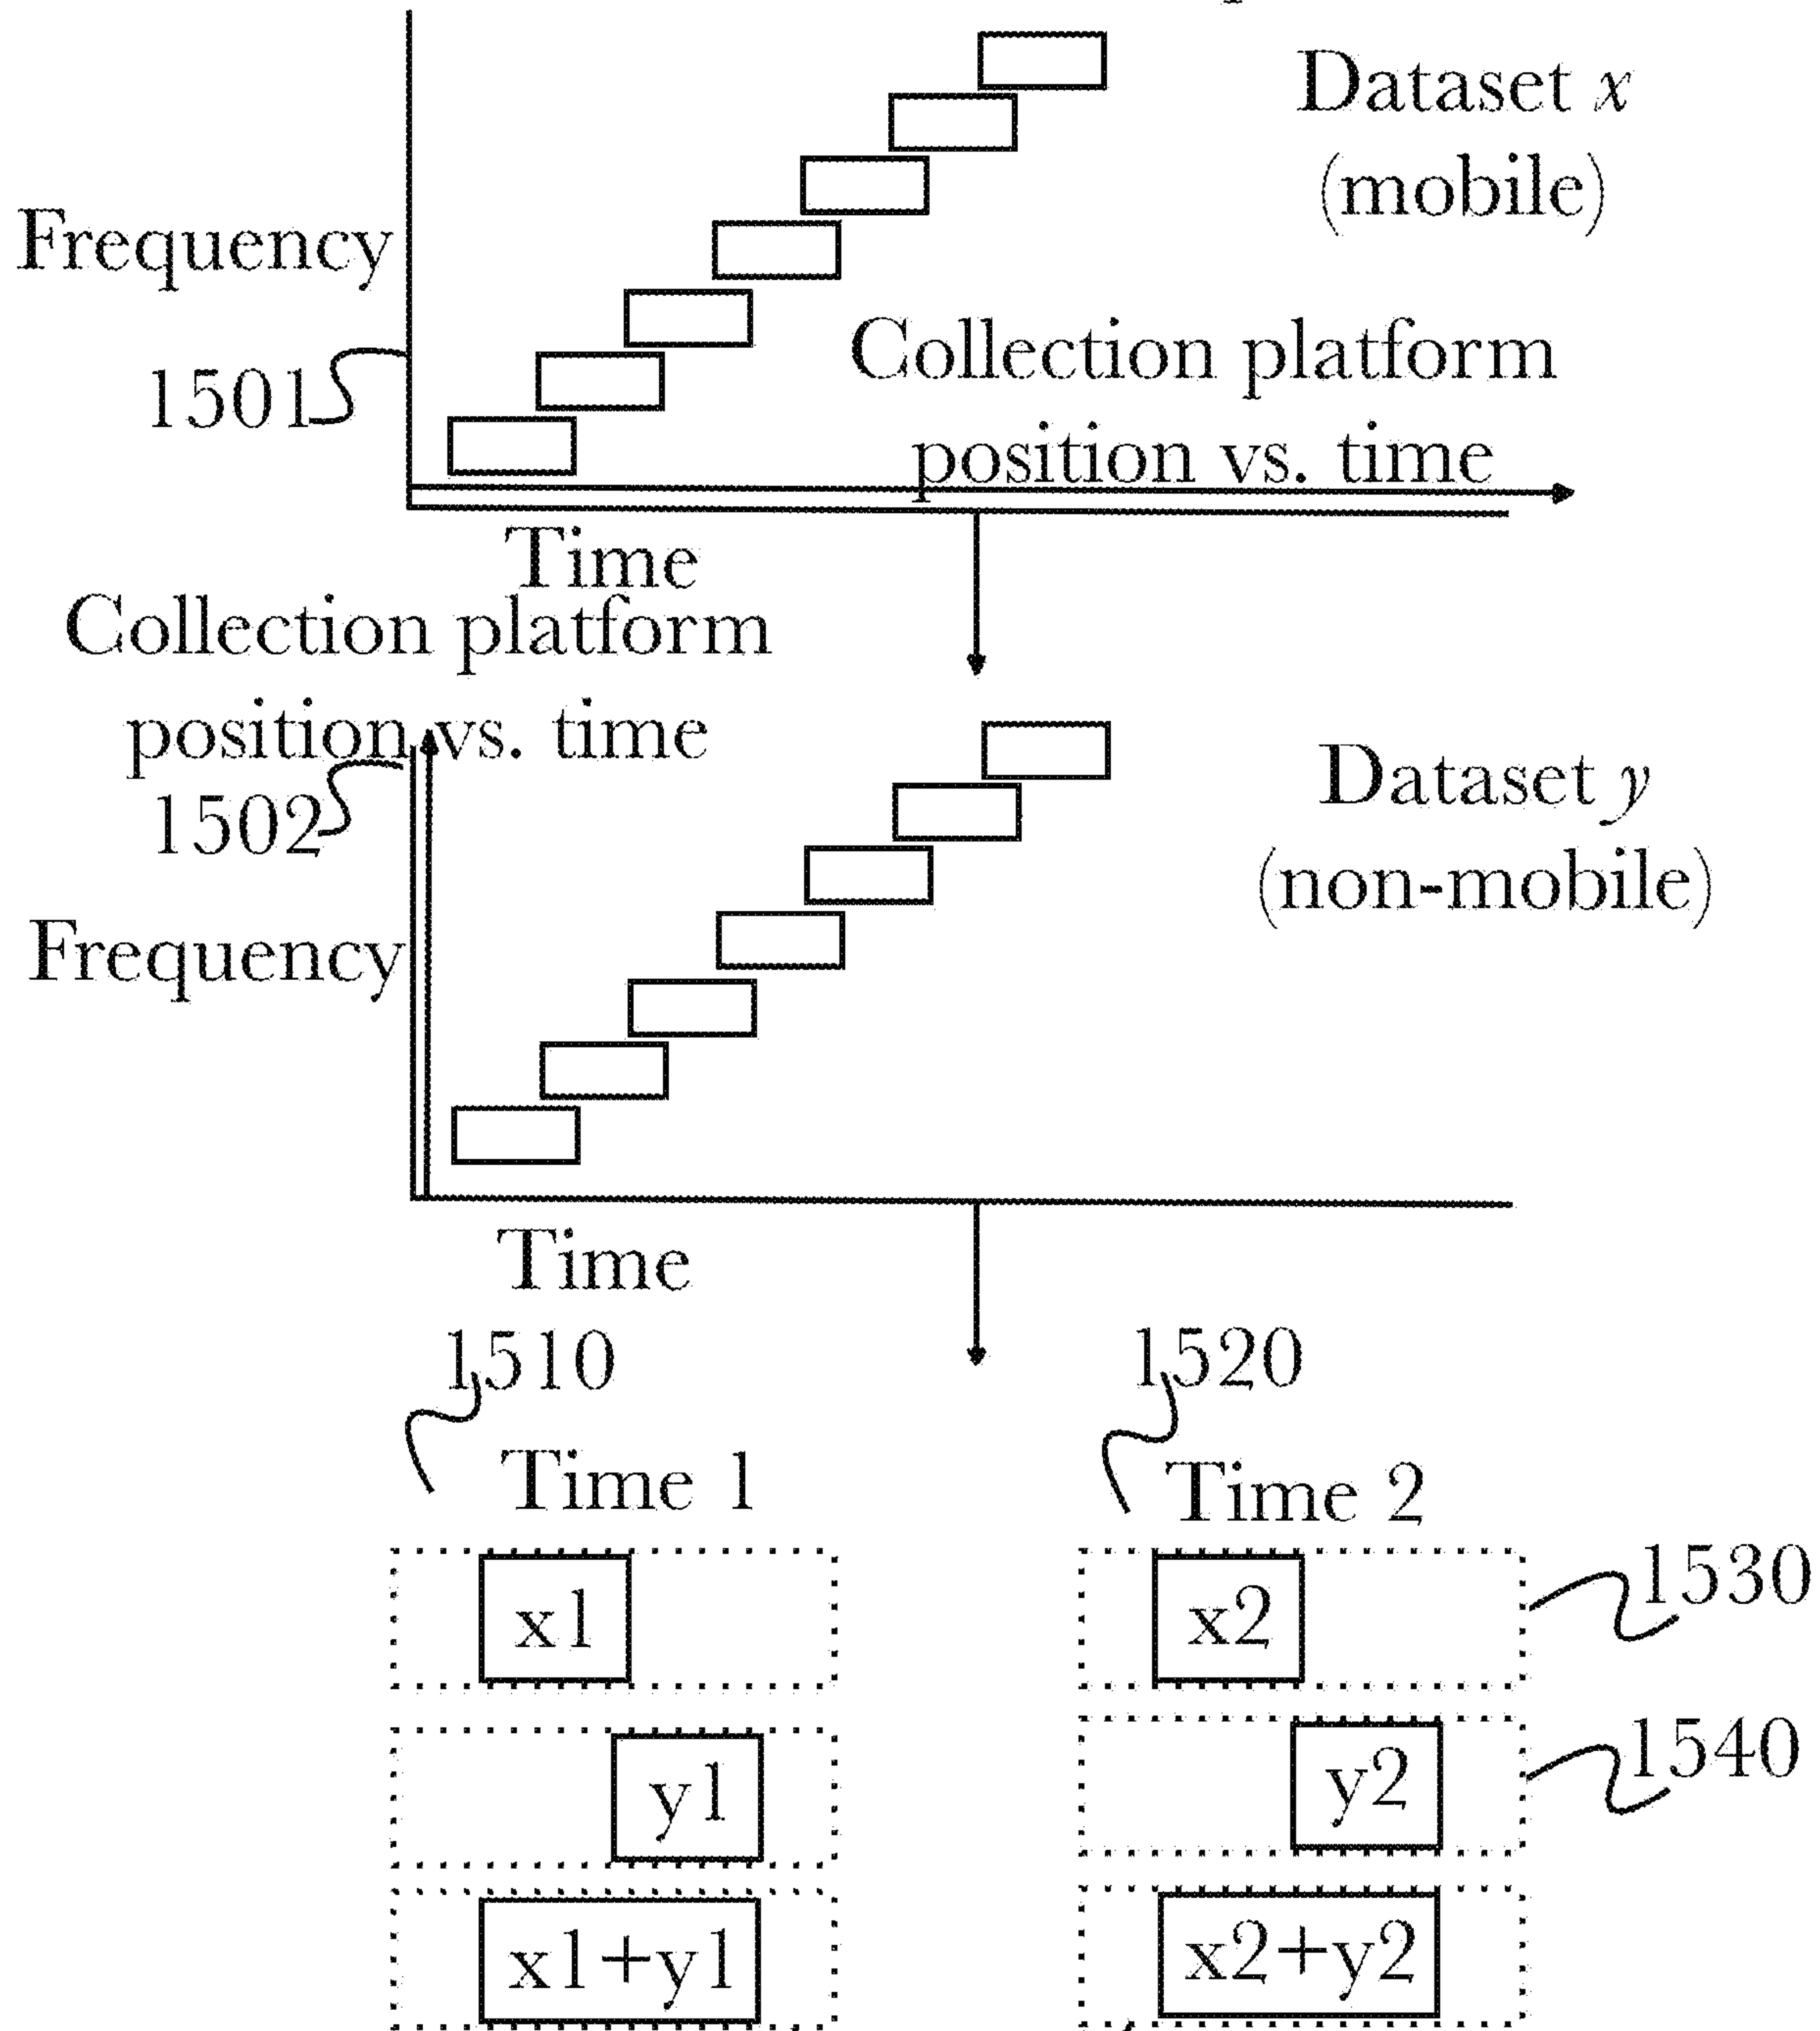 Dataset x
(mobile)
Frequency
1501
Collection platform
position vs. time
Time
Collection platform
position vs. time
1502
Dataset y
(non-mobile)
Frequency
Time
1510
1520
Time 1
Time 2
x1
x2
1530
y1
y2
1540
x1+y1
x2+y2